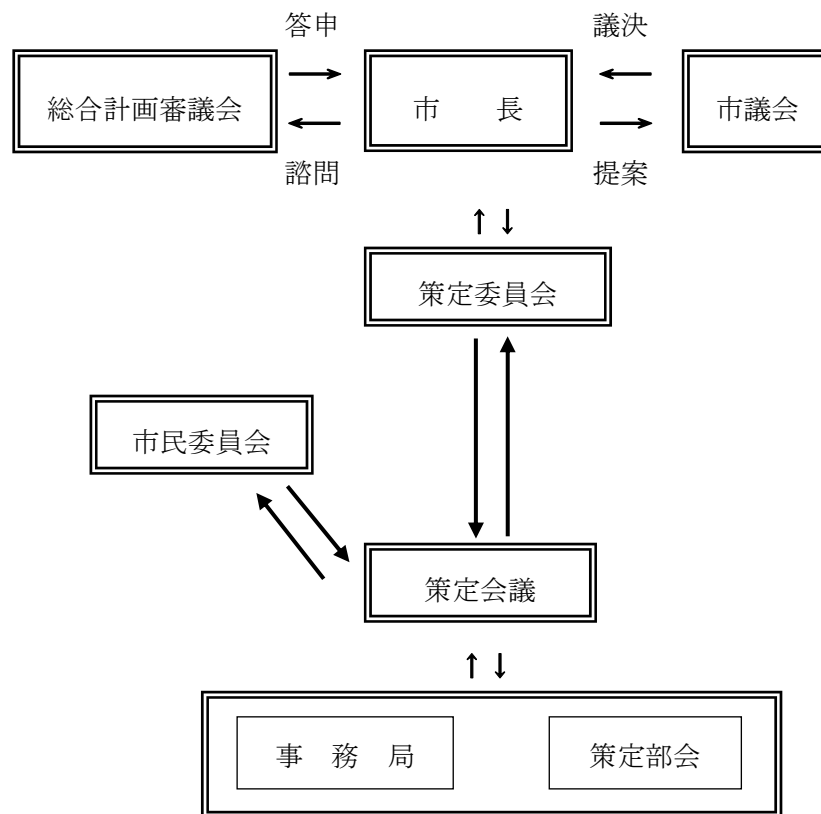 答申
議決
総合計画審議会
市　　長
市議会
諮問
提案
策定委員会
市民委員会
策定会議
事　務　局
策定部会